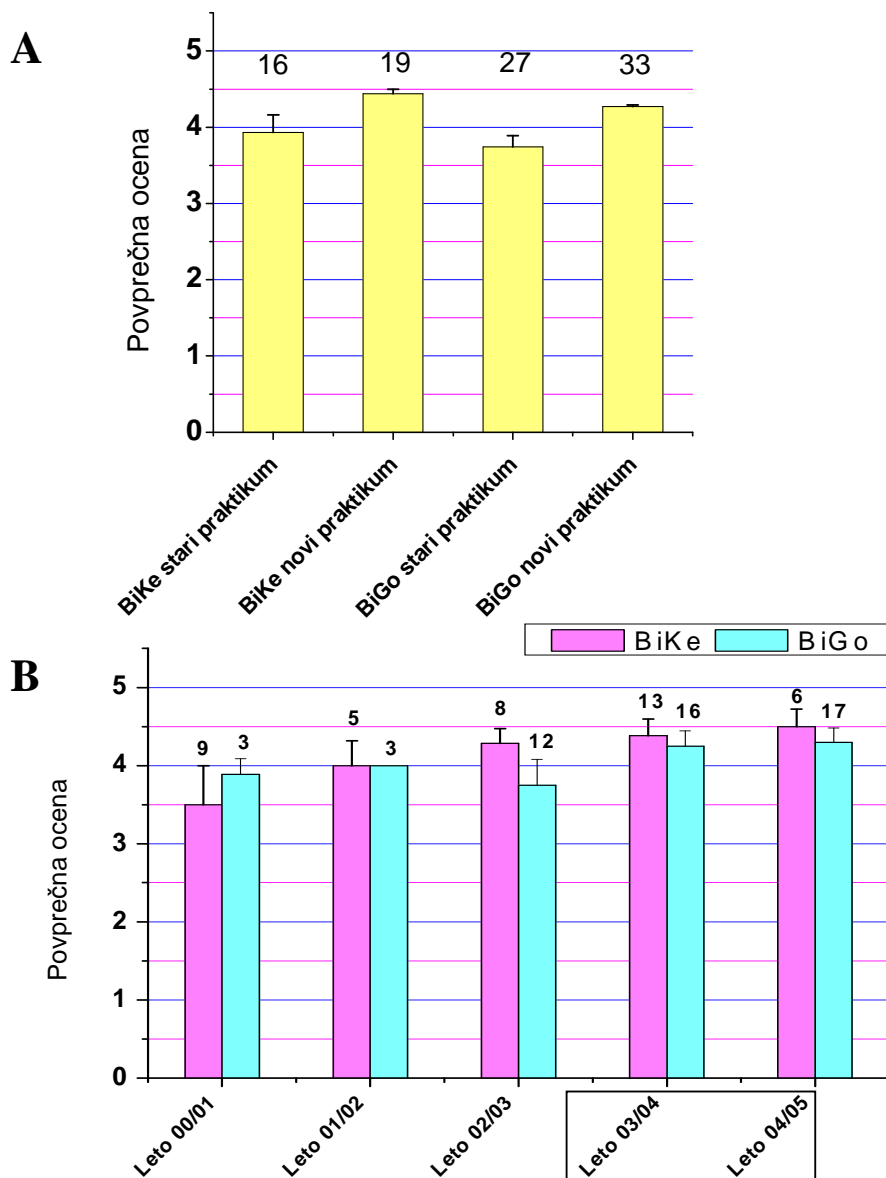 A
Povprečna ocena
5
4
3
2
1
0
16 19 27 33
BiKe stari praktikum
BiKe novi praktikum
BiGo stari praktikum
BiGo novi praktikum
B
BiKe BiGo
Povprečna ocena
5
4
3
2
1
0
9 3 5 3 8 12 13 16 6 17
Leto 00/01
Leto 01/02
Leto 02/03
Leto 03/04
Leto 04/05